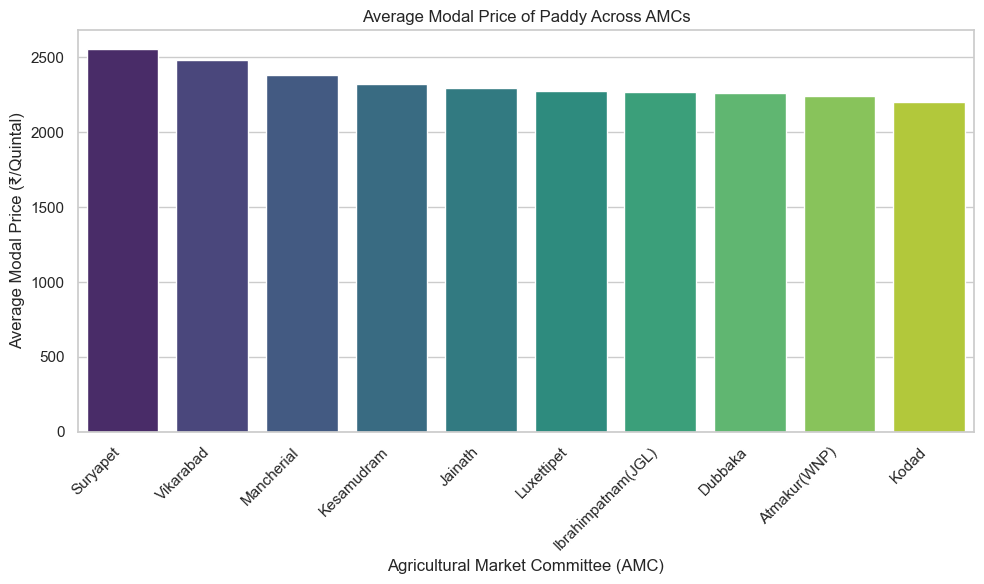 Average Modal Price of Paddy Across AMCs
Average Modal Price (₹/Quintal)
2500
2000
1500
1000
500
0
Suryapet
Vikarabad
Mancherial
Kesamudram
Jainath
Luxettipet
Ibrahimpatnam(JGL)
Dubbaka
Atmakur(WNP)
Kodad
Agricultural Market Committee (AMC)